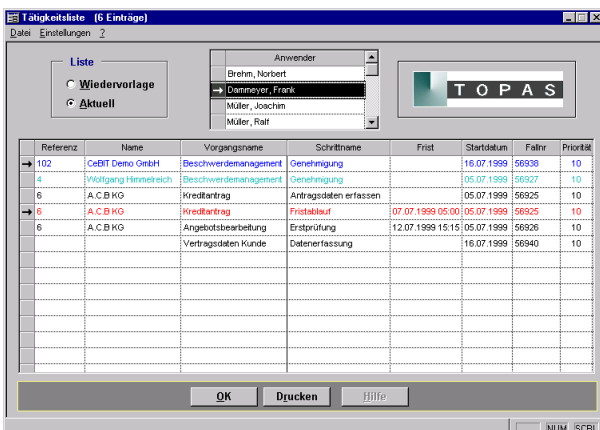 Tätigkeitsliste (6 Einträge)
Datei Einstellungen ?
Liste
Wiedervorlage
Aktuell
Anwender
Brehm, Norbert
Dammeyer, Frank
Müller, Joachim
Müller, Ralf
TOPAS
Referenz Name Vorgangsname Schrittname Frist Startdatum Fallnr Priorität
102 CeBIT Demo GmbH Beschwerdemanagement Genehmigung 16.07.1999 56938 10
4 Wolfgang Himmelreich Beschwerdemanagement Genehmigung 05.07.1999 56927 10
6 A.C.B KG Kreditantrag Antragsdaten erfassen 05.07.1999 56925 10
6 A.C.B KG Kreditantrag Fristablauf 07.07.1999 05:00 05.07.1999 56925 10
6 A.C.B KG Angebotsbearbeitung Erstprüfung 12.07.1999 15:15 05.07.1999 56926 10
Vertragsdaten Kunde Datenerfassung 16.07.1999 56940 10
OK Drucken Hilfe
NUM SCRL